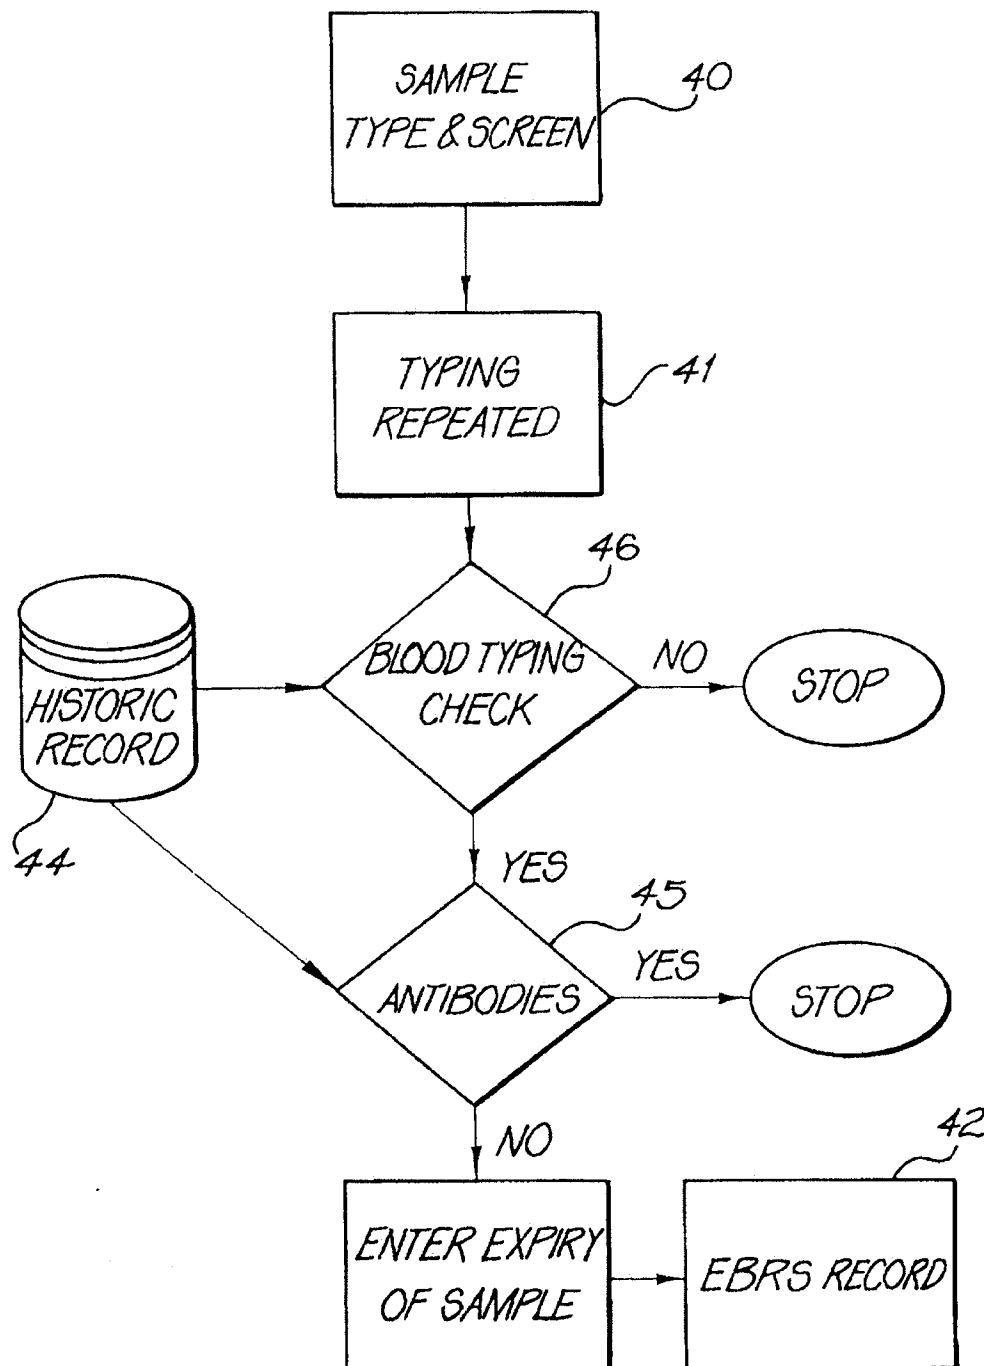 SAMPLE
TYPE & SCREEN
40
TYPING
REPEATED
41
46
BLOOD TYPING
CHECK
NO
STOP
HISTORIC
RECORD
44
YES
45
ANTIBODIES
YES
STOP
NO
42
ENTER EXPIRY
OF SAMPLE
EBRS RECORD